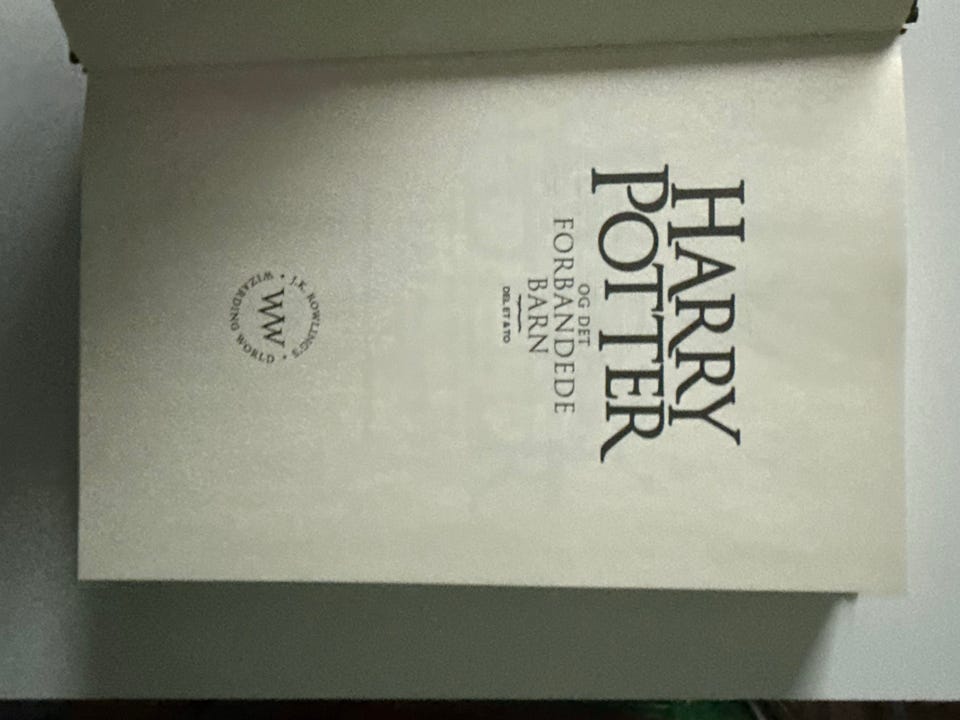 HARRY
POTTER
OG DET
FORBANDEDE
BARN
DEL ET & TO
J.K. ROWLING'S • WIZARDING WORLD •
WW